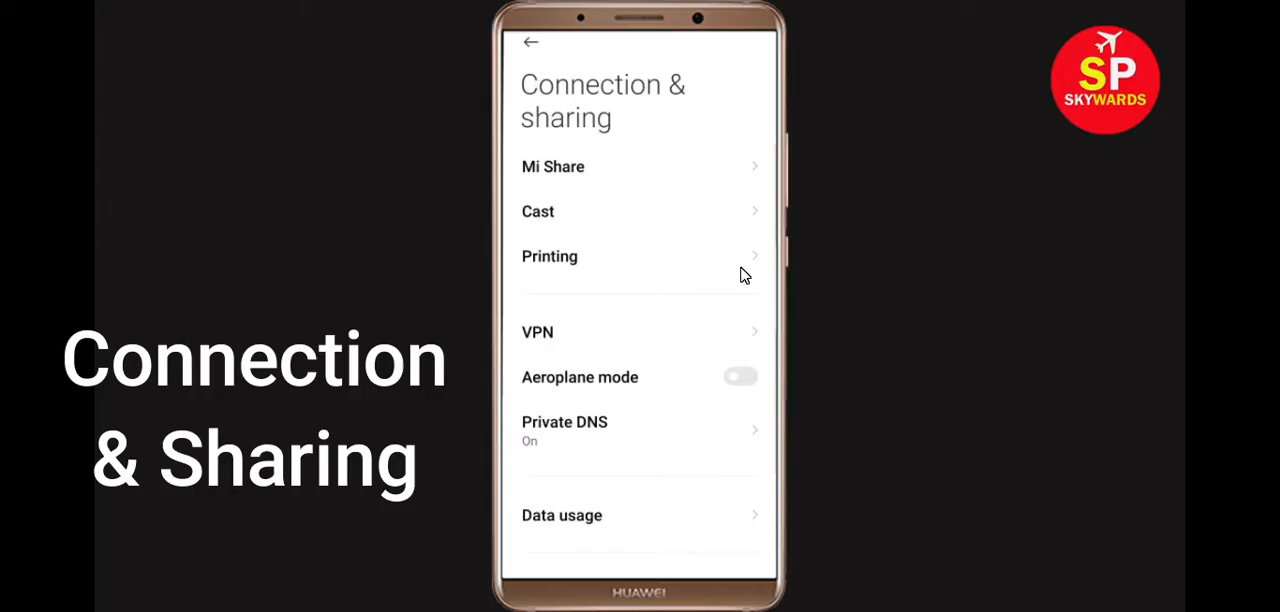 SP
SKYWARDS
Connection &
sharing
Mi Share
Cast
Printing
VPN
Aeroplane mode
Private DNS
On
Data usage
HUAWEI
Connection
& Sharing